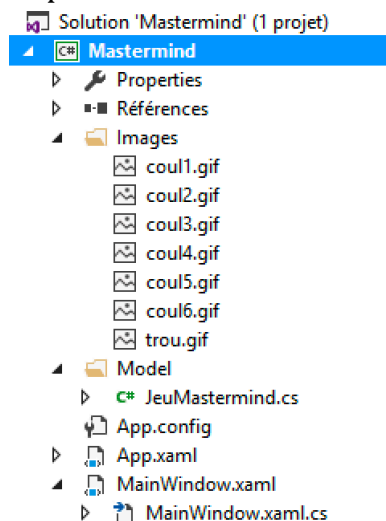 Solution 'Mastermind' (1 projet)
C# Mastermind
Properties
Références
Images
coul1.gif
coul2.gif
coul3.gif
coul4.gif
coul5.gif
coul6.gif
trou.gif
Model
C# JeuMastermind.cs
App.config
App.xaml
MainWindow.xaml
MainWindow.xaml.cs